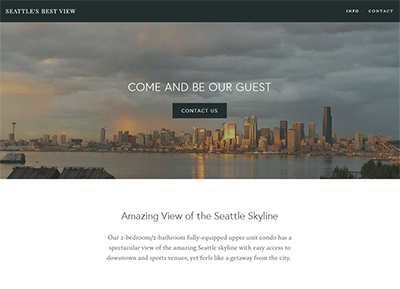 SEATTLE'S BEST VIEW
INFO CONTACT
COME AND BE OUR GUEST
CONTACT US
Amazing View of the Seattle Skyline
Our 2-bedroom/2-bathroom fully-equipped upper unit condo has a
spectacular view of the amazing Seattle skyline with easy access to
downtown and sports venues, yet feels like a getaway from the city.